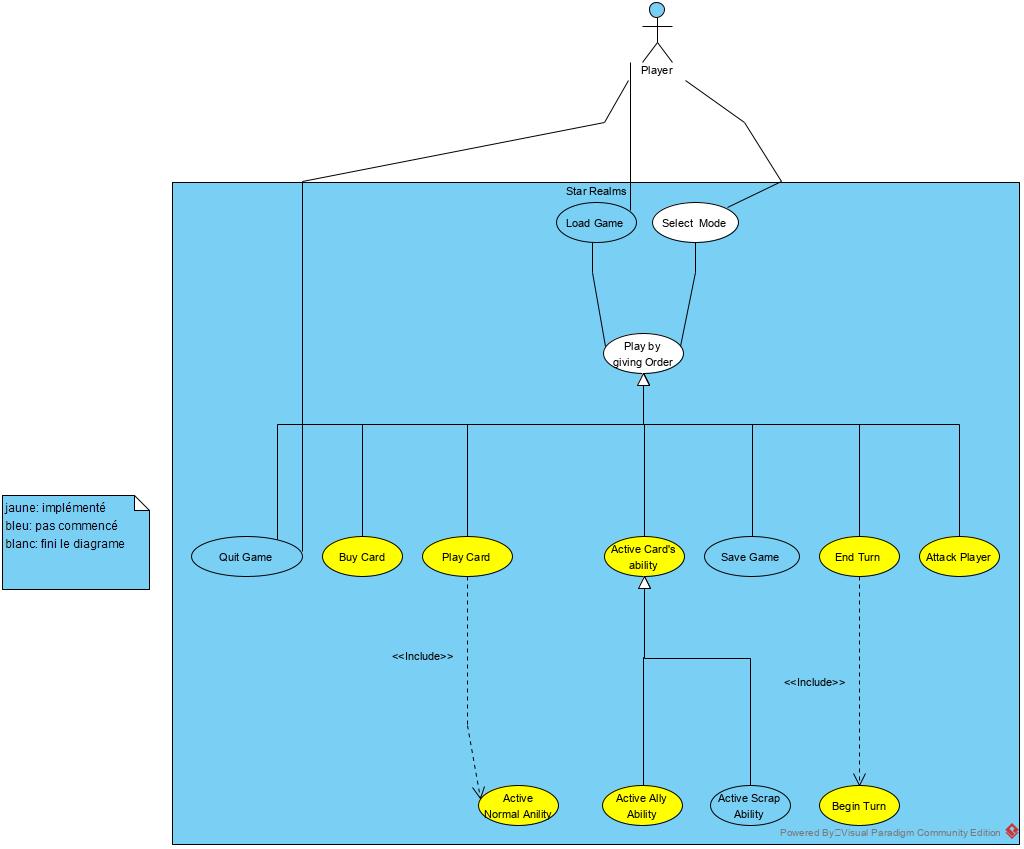 Player
Star Realms
Load Game
Select Mode
Play by
giving Order
jaune: implémenté
bleu: pas commencé
blanc: fini le diagrame
Quit Game
Buy Card
Play Card
Active Card's
ability
Save Game
End Turn
Attack Player
<<Include>>
<<Include>>
Active
Normal Anility
Active Ally
Ability
Active Scrap
Ability
Begin Turn
Powered By Visual Paradigm Community Edition